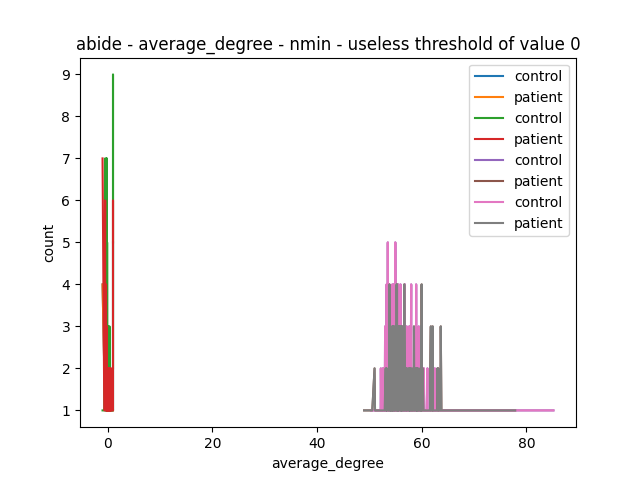 abide - average_degree - nmin - useless threshold of value 0
control
patient
control
patient
control
patient
control
patient
9
8
7
6
5
4
3
2
1
count
0 20 40 60 80
average_degree